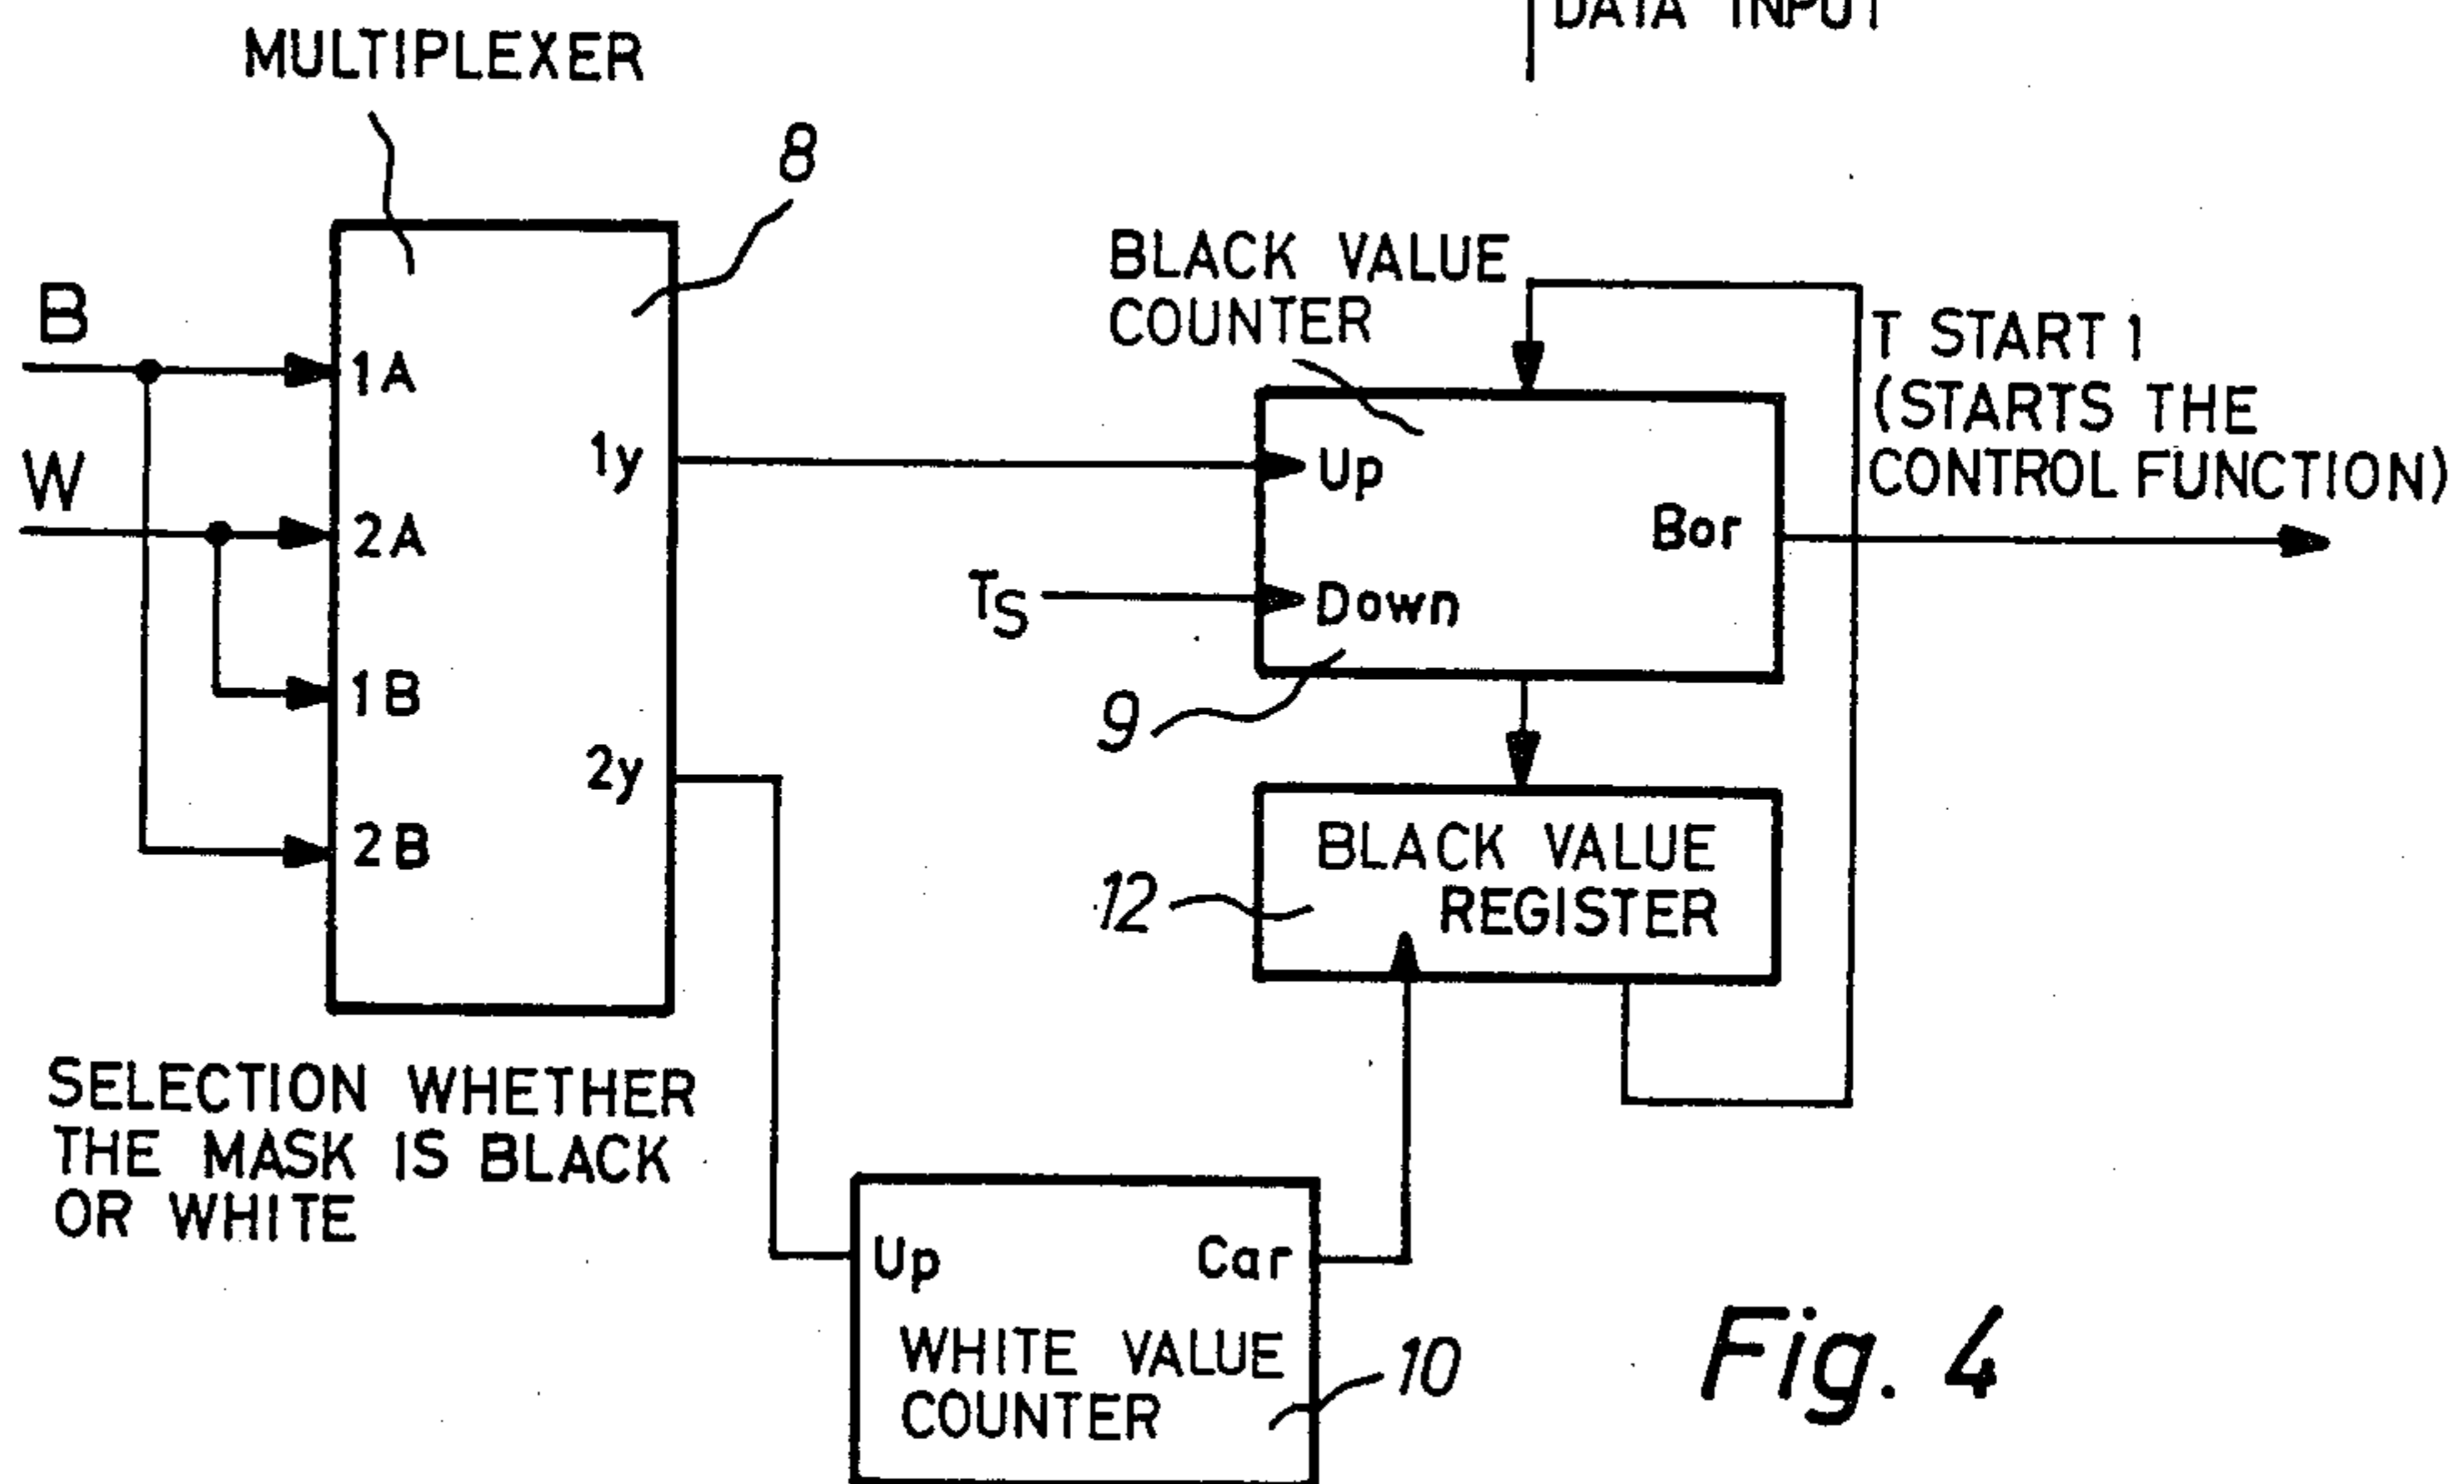 DATA INPUT
MULTIPLEXER
8
BLACK VALUE
COUNTER
B
T START 1
(STARTS THE
CONTROL FUNCTION)
1A
W
1y
Up
2A
Bor
Ts
Down
1B
9
2y
2B
BLACK VALUE
REGISTER
12
SELECTION WHETHER
THE MASK IS BLACK
OR WHITE
Up
Car
WHITE VALUE
COUNTER
10
Fig. 4